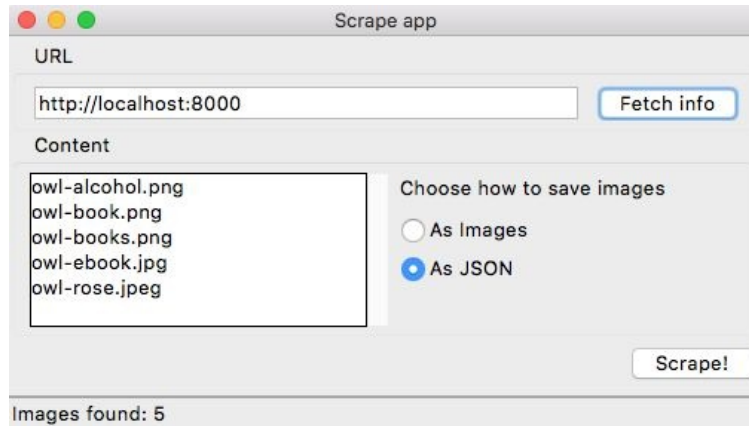 Scrape app
URL
http://localhost:8000
Fetch info
Content
owl-alcohol.png
owl-book.png
owl-books.png
owl-ebook.jpg
owl-rose.jpeg
Choose how to save images
As Images
As JSON
Scrape!
Images found: 5